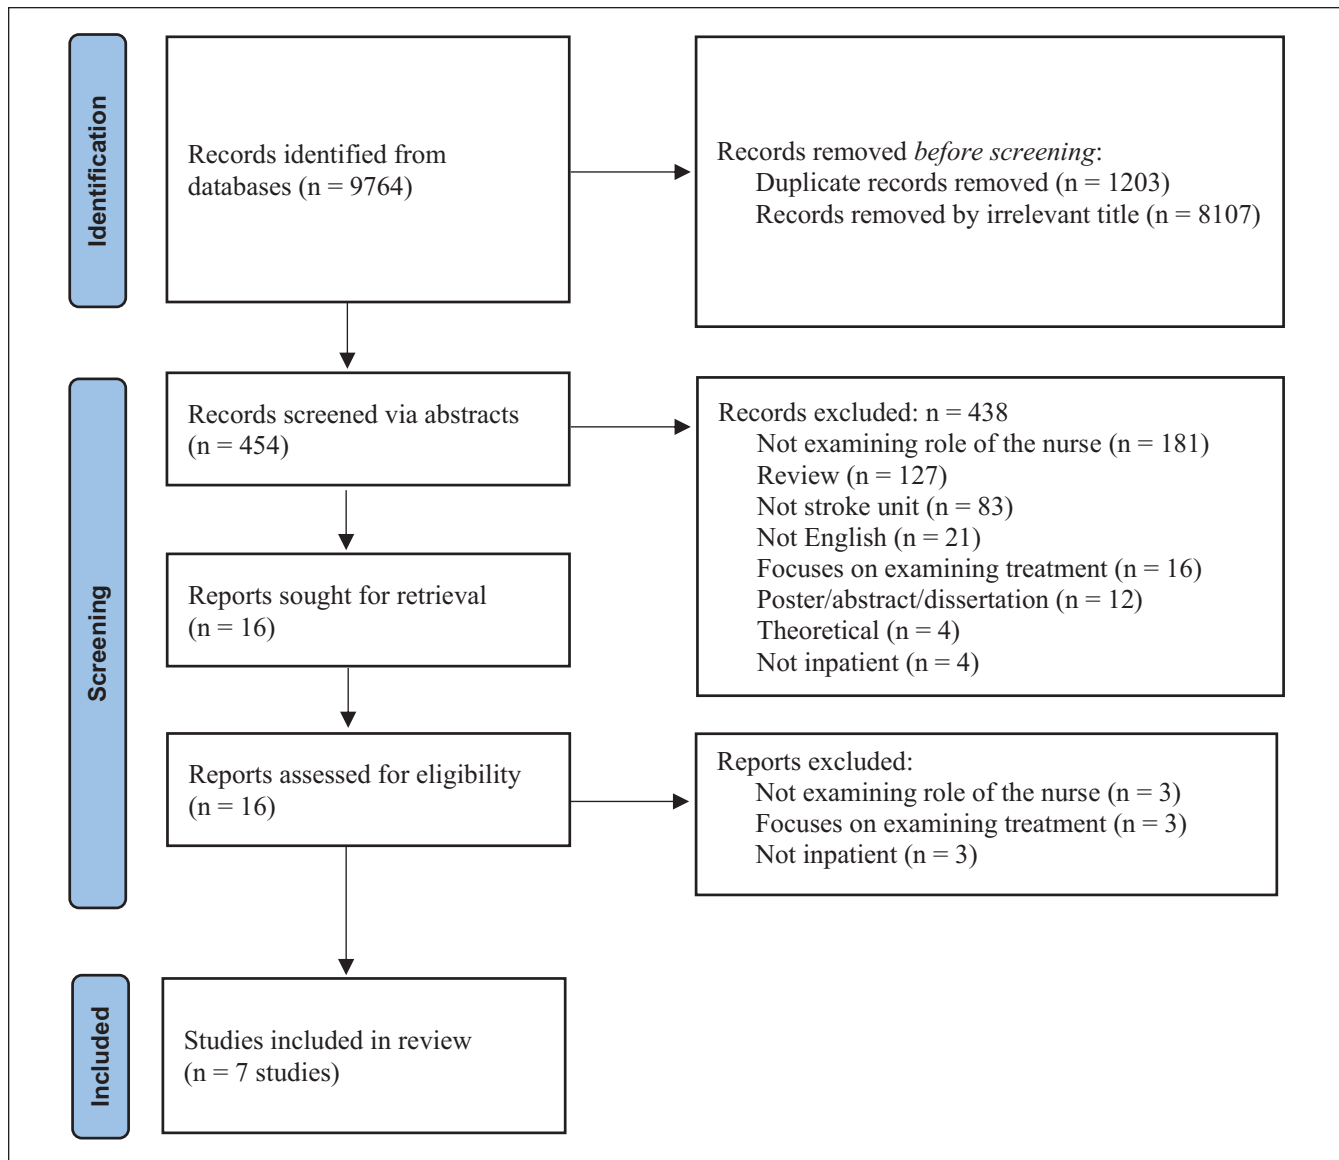 Identification
Records identified from
databases (n = 9764)
Records removed before screening:
Duplicate records removed (n = 1203)
Records removed by irrelevant title (n = 8107)
Screening
Records screened via abstracts
(n = 454)
Records excluded: n = 438
Not examining role of the nurse (n = 181)
Review (n = 127)
Not stroke unit (n = 83)
Not English (n = 21)
Focuses on examining treatment (n = 16)
Poster/abstract/dissertation (n = 12)
Theoretical (n = 4)
Not inpatient (n = 4)
Reports sought for retrieval
(n = 16)
Reports assessed for eligibility
(n = 16)
Reports excluded:
Not examining role of the nurse (n = 3)
Focuses on examining treatment (n = 3)
Not inpatient (n = 3)
Included
Studies included in review
(n = 7 studies)